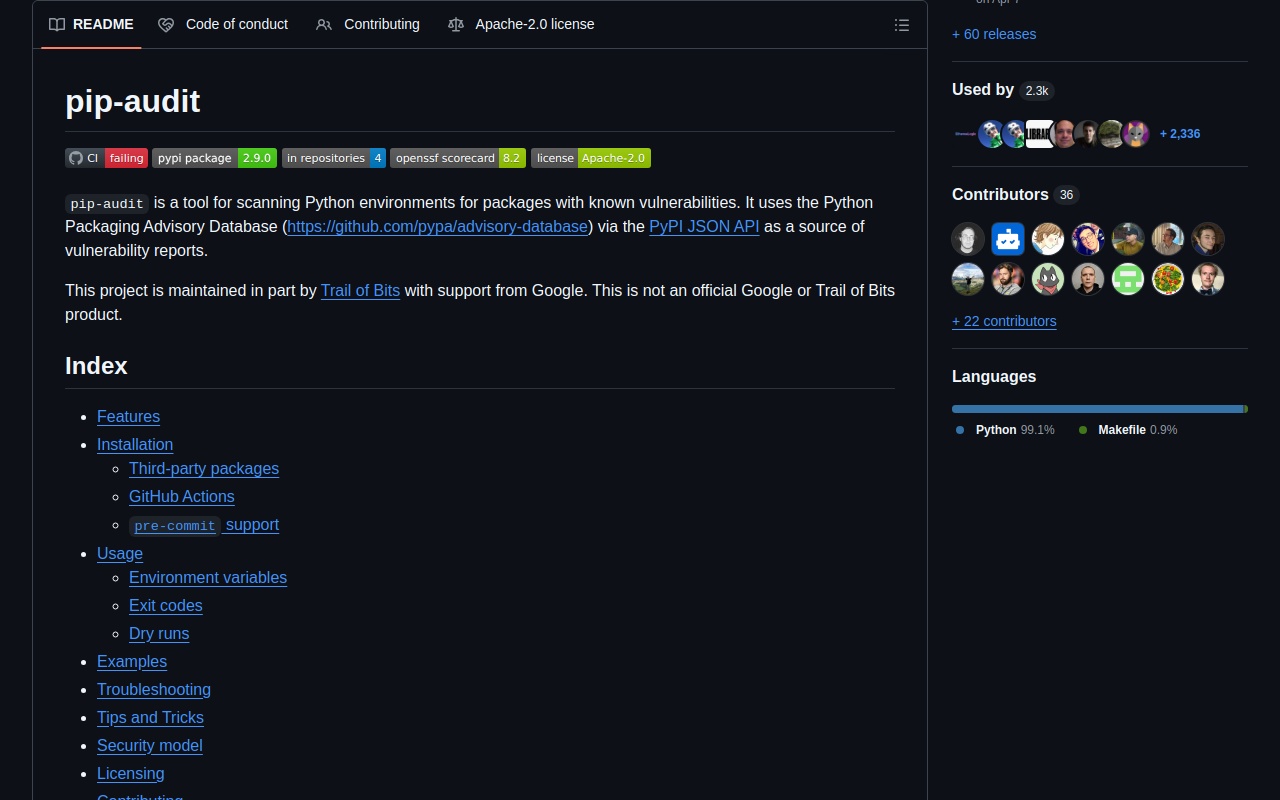 README
Code of conduct
Contributing
Apache-2.0 license
pip-audit
CI failing
pypi package 2.9.0
in repositories 4
openssf scorecard 8.2
license Apache-2.0
pip-audit is a tool for scanning Python environments for packages with known vulnerabilities. It uses the Python
Packaging Advisory Database (https://github.com/pypa/advisory-database) via the PyPI JSON API as a source of
vulnerability reports.
This project is maintained in part by Trail of Bits with support from Google. This is not an official Google or Trail of Bits
product.
Index
Features
Installation
Third-party packages
GitHub Actions
pre-commit support
Usage
Environment variables
Exit codes
Dry runs
Examples
Troubleshooting
Tips and Tricks
Security model
Licensing
Contributing
on Apr 7
+ 60 releases
Used by 2.3k
LIBRAR
+ 2,336
Contributors 36
+ 22 contributors
Languages
Python 99.1%
Makefile 0.9%